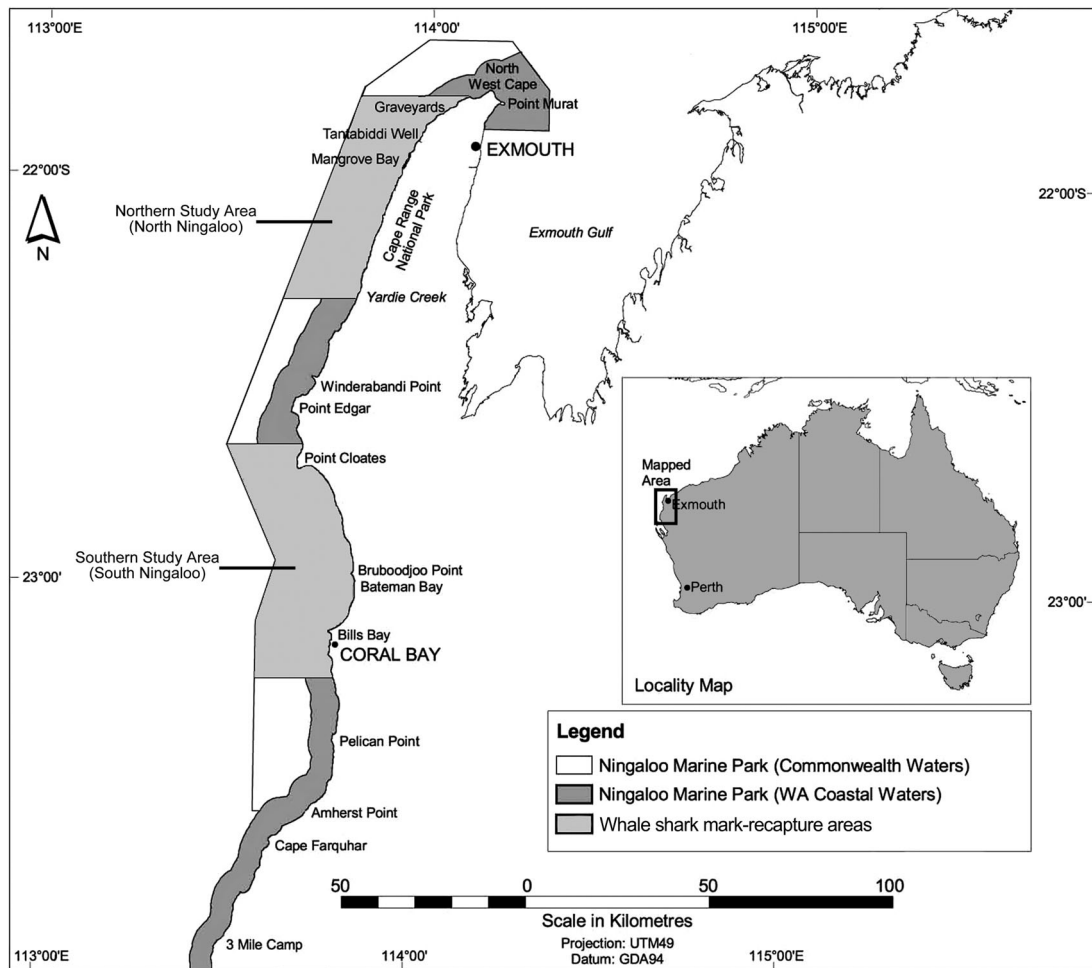 113°00'E
114°00'E
115°00'E
North
West Cape
Graveyards
Point Murat
Tantabiddi Well
EXMOUTH
Mangrove Bay
22°00'S
22°00'S
Northern Study Area
(North Ningaloo)
N
Cape Range
National Park
Exmouth Gulf
Yardie Creek
Winderabandi Point
Point Edgar
Point Cloates
Mapped
Area
Exmouth
Southern Study Area
(South Ningaloo)
23°00'
Bruboodjoo Point
Bateman Bay
Perth
23°00'
Bills Bay
CORAL BAY
Locality Map
Pelican Point
Legend
Ningaloo Marine Park (Commonwealth Waters)
Ningaloo Marine Park (WA Coastal Waters)
Whale shark mark-recapture areas
Amherst Point
Cape Farquhar
50 0 50 100
Scale in Kilometres
Projection: UTM49
Datum: GDA94
3 Mile Camp
113°00'E
114°00'E
115°00'E